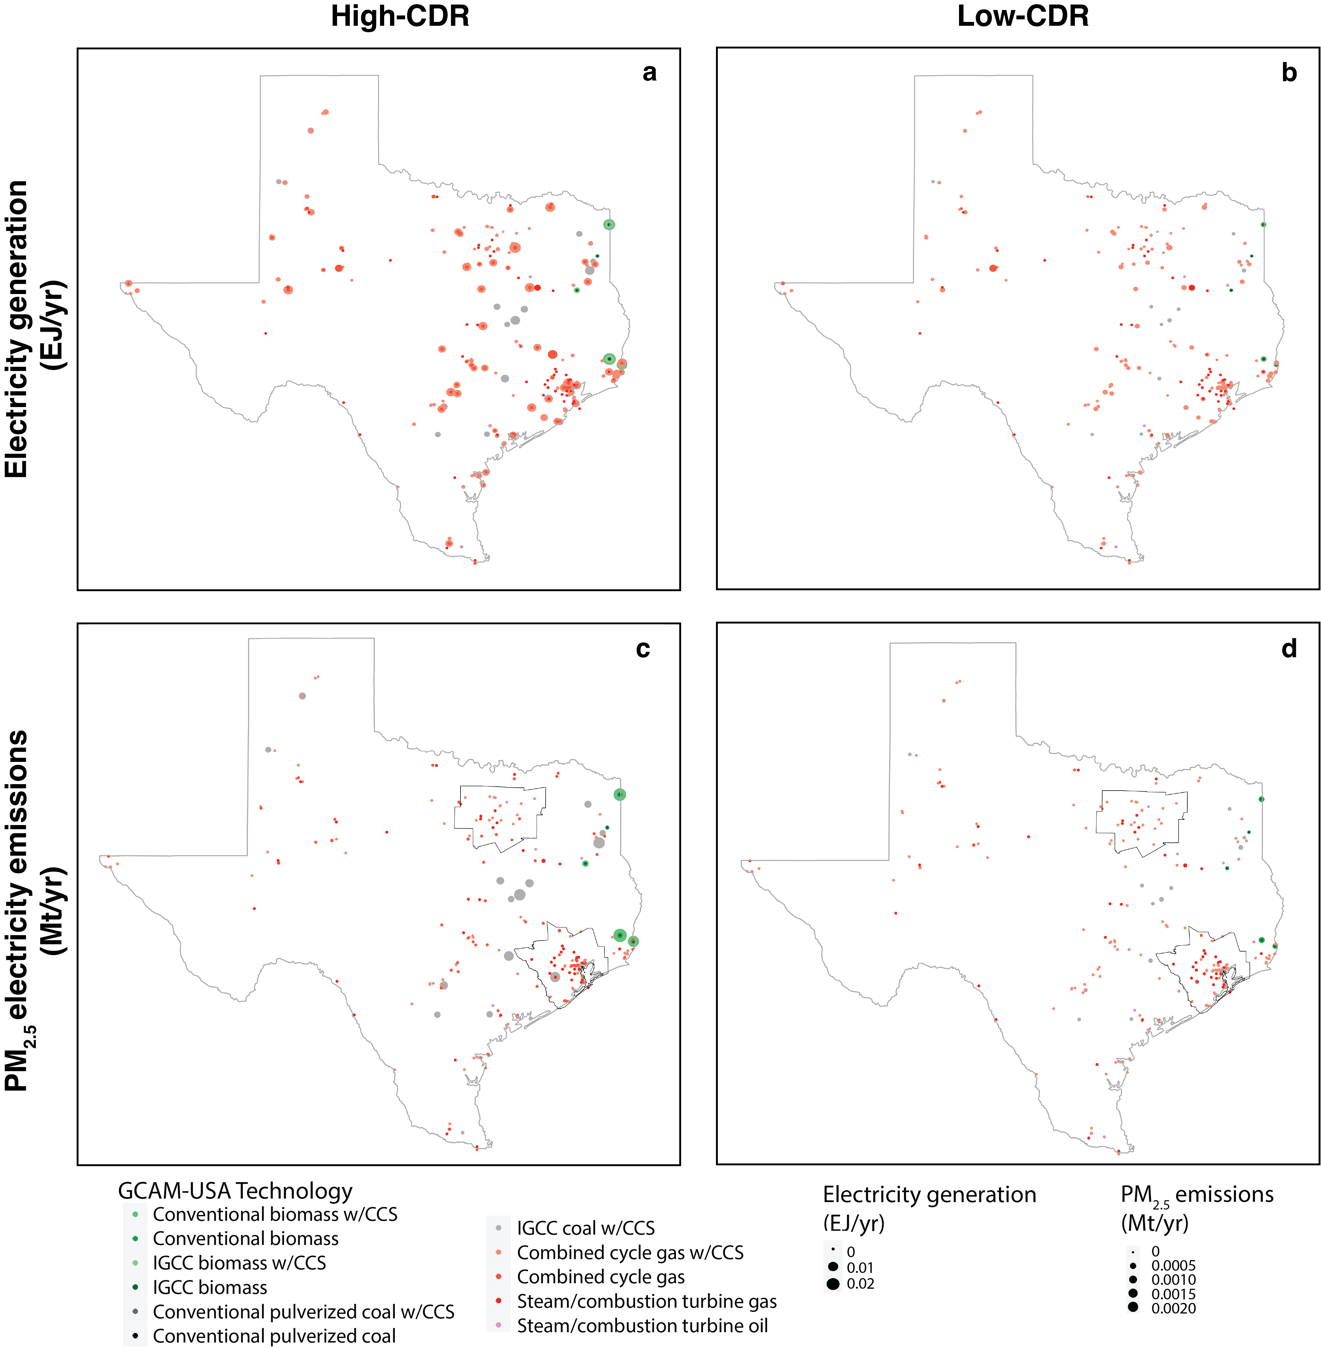 High-CDR
Low-CDR
a
b
Electricity generation
(EJ/yr)
c
d
PM2.5 electricity emissions
(Mt/yr)
GCAM-USA Technology
Conventional biomass w/CCS
Conventional biomass
IGCC biomass w/CCS
IGCC biomass
Conventional pulverized coal w/CCS
Conventional pulverized coal
IGCC coal w/CCS
Combined cycle gas w/CCS
Combined cycle gas
Steam/combustion turbine gas
Steam/combustion turbine oil
Electricity generation
(EJ/yr)
0
0.01
0.02
PM2.5 emissions
(Mt/yr)
0
0.0005
0.0010
0.0015
0.0020